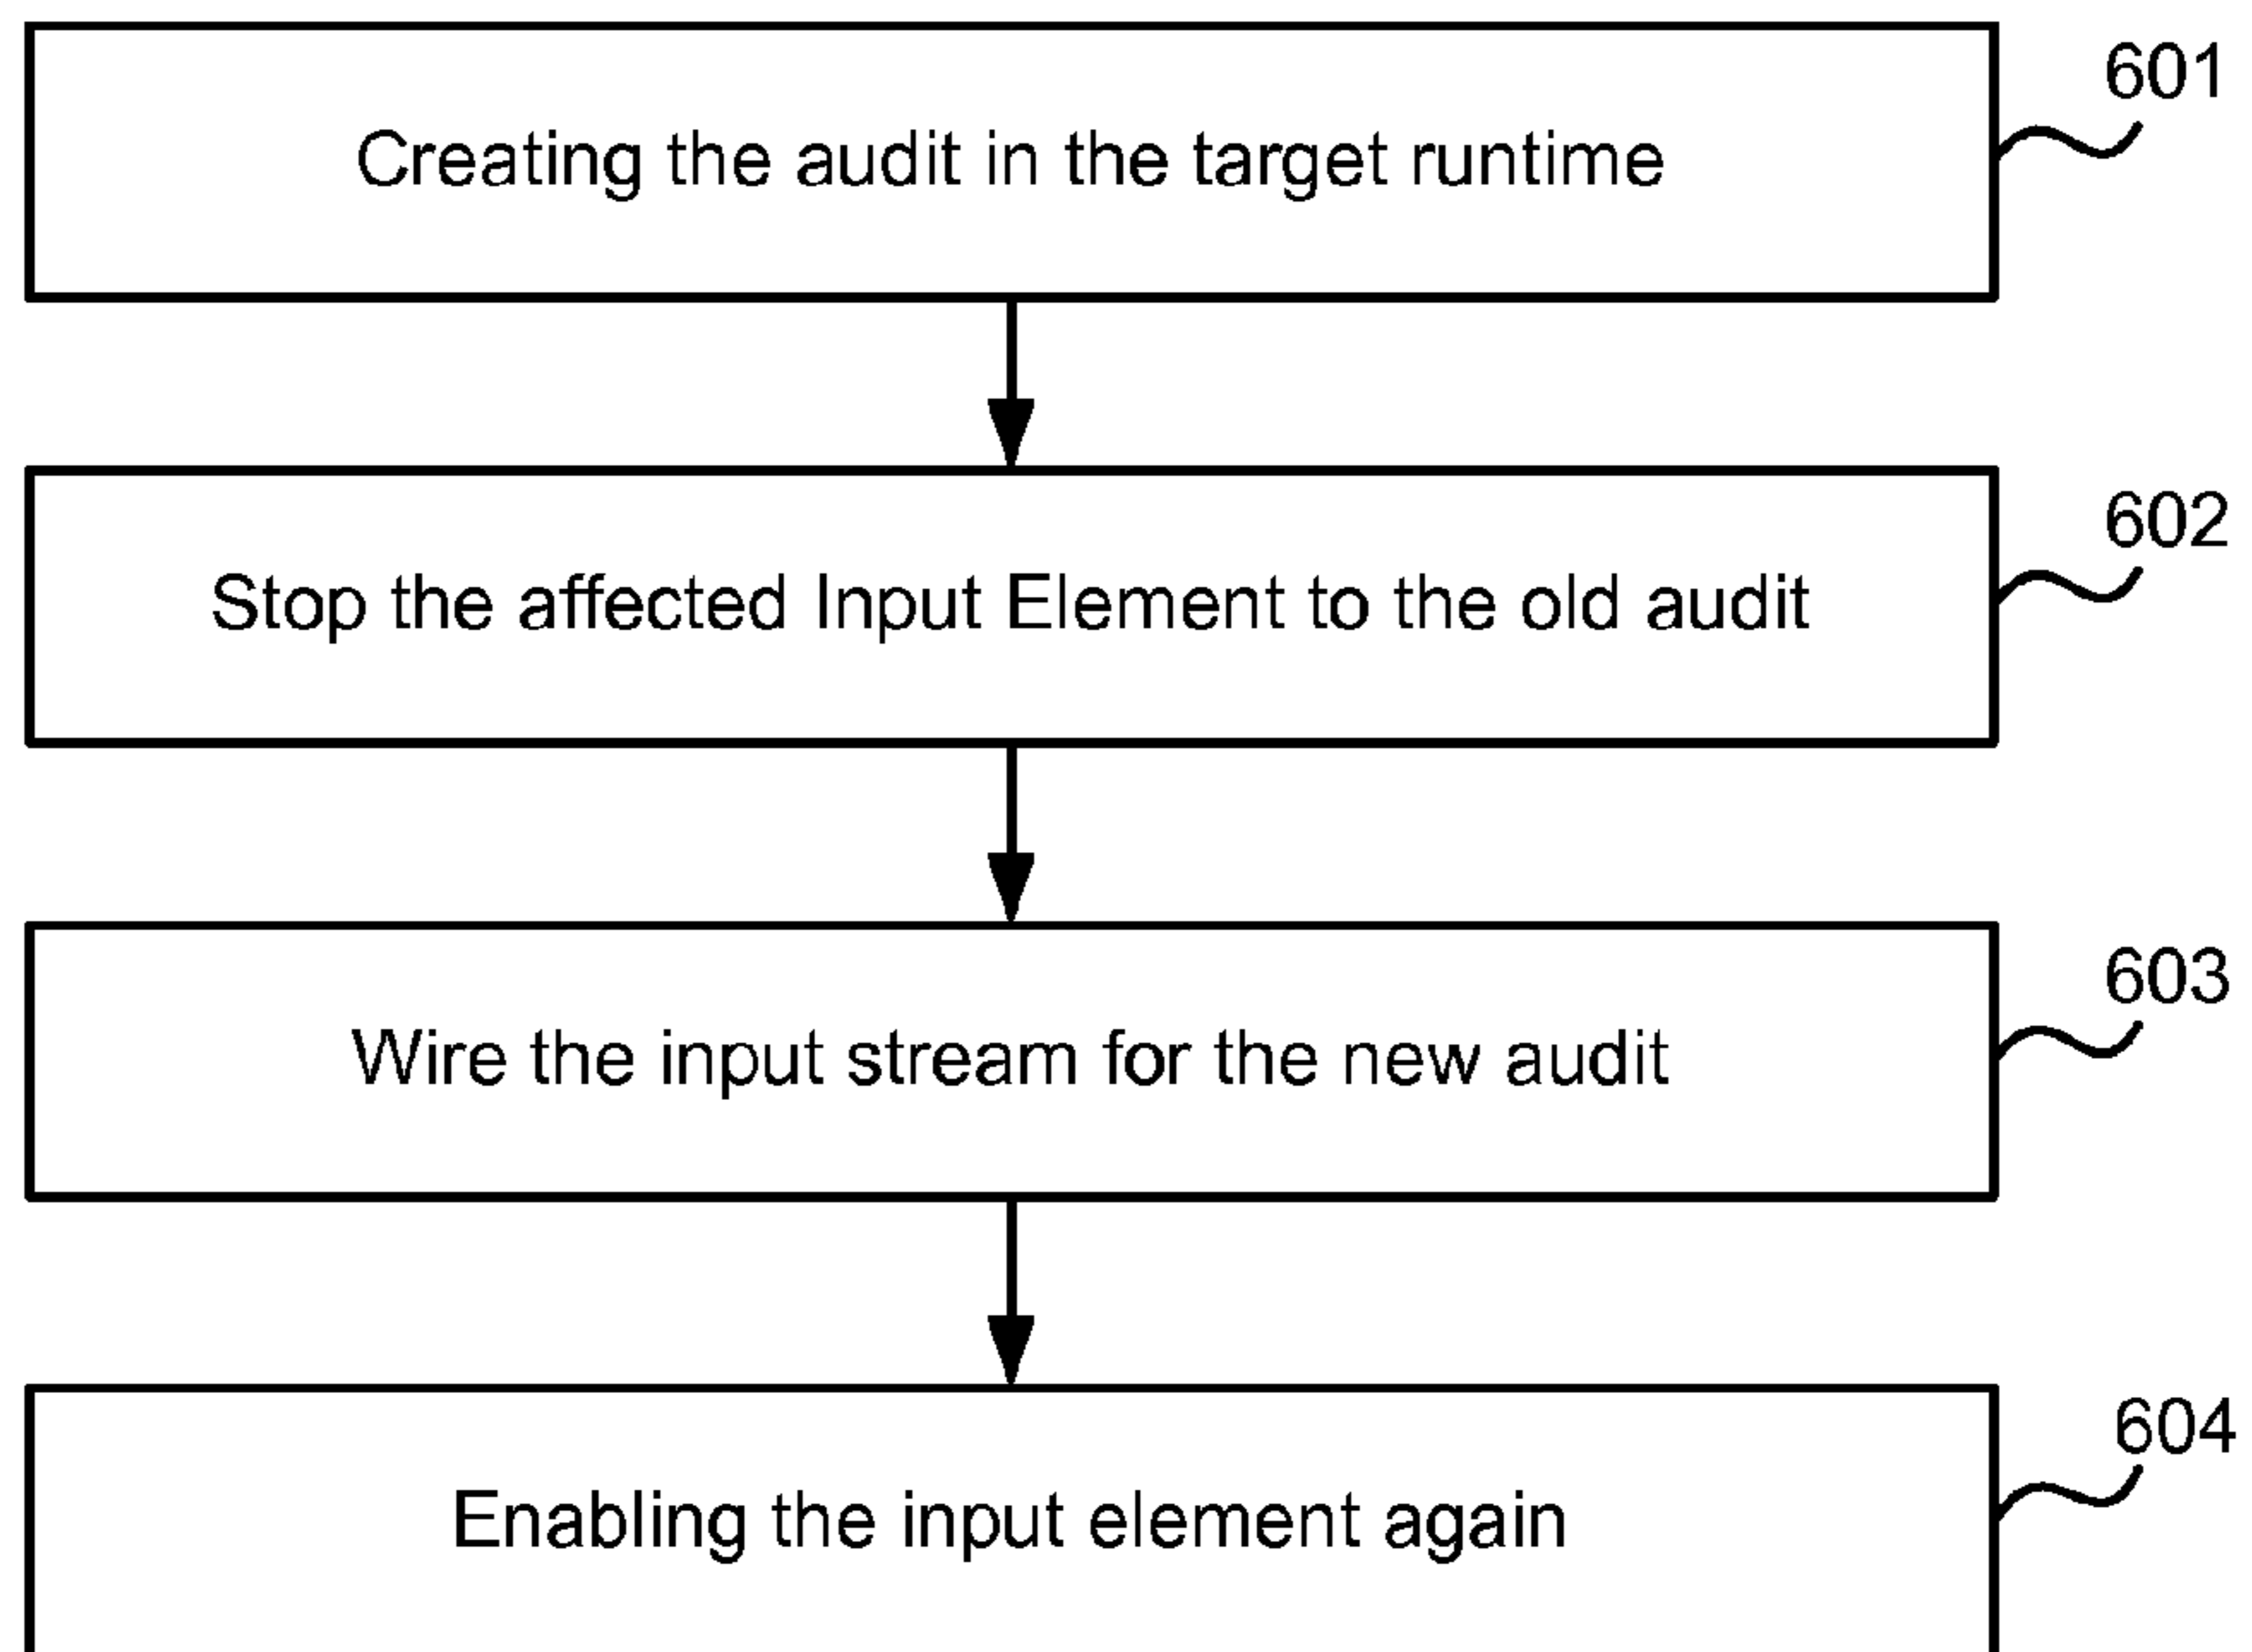 Creating the audit in the target runtime
601
Stop the affected Input Element to the old audit
602
Wire the input stream for the new audit
603
Enabling the input element again
604